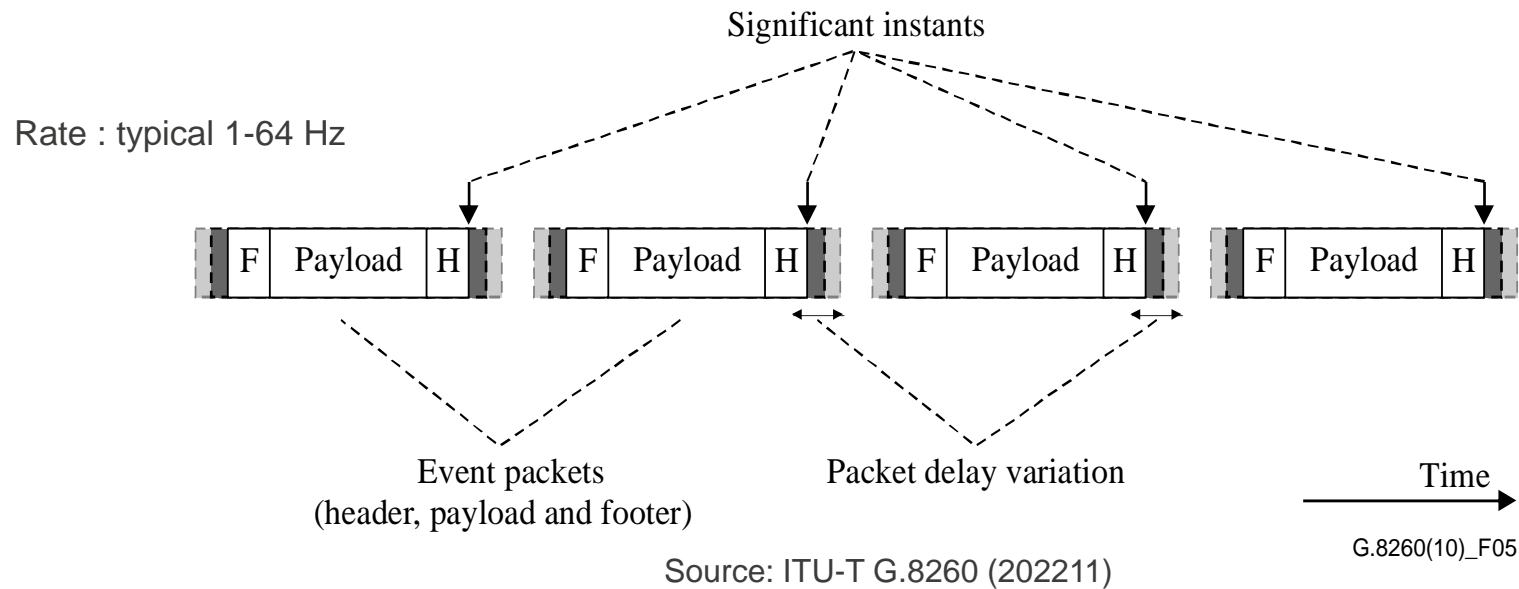 Significant instants
Rate : typical 1-64 Hz
F Payload H F Payload H F Payload H F Payload H
Event packets
(header, payload and footer)
Packet delay variation
Time
G.8260(10)_F05
Source: ITU-T G.8260 (202211)